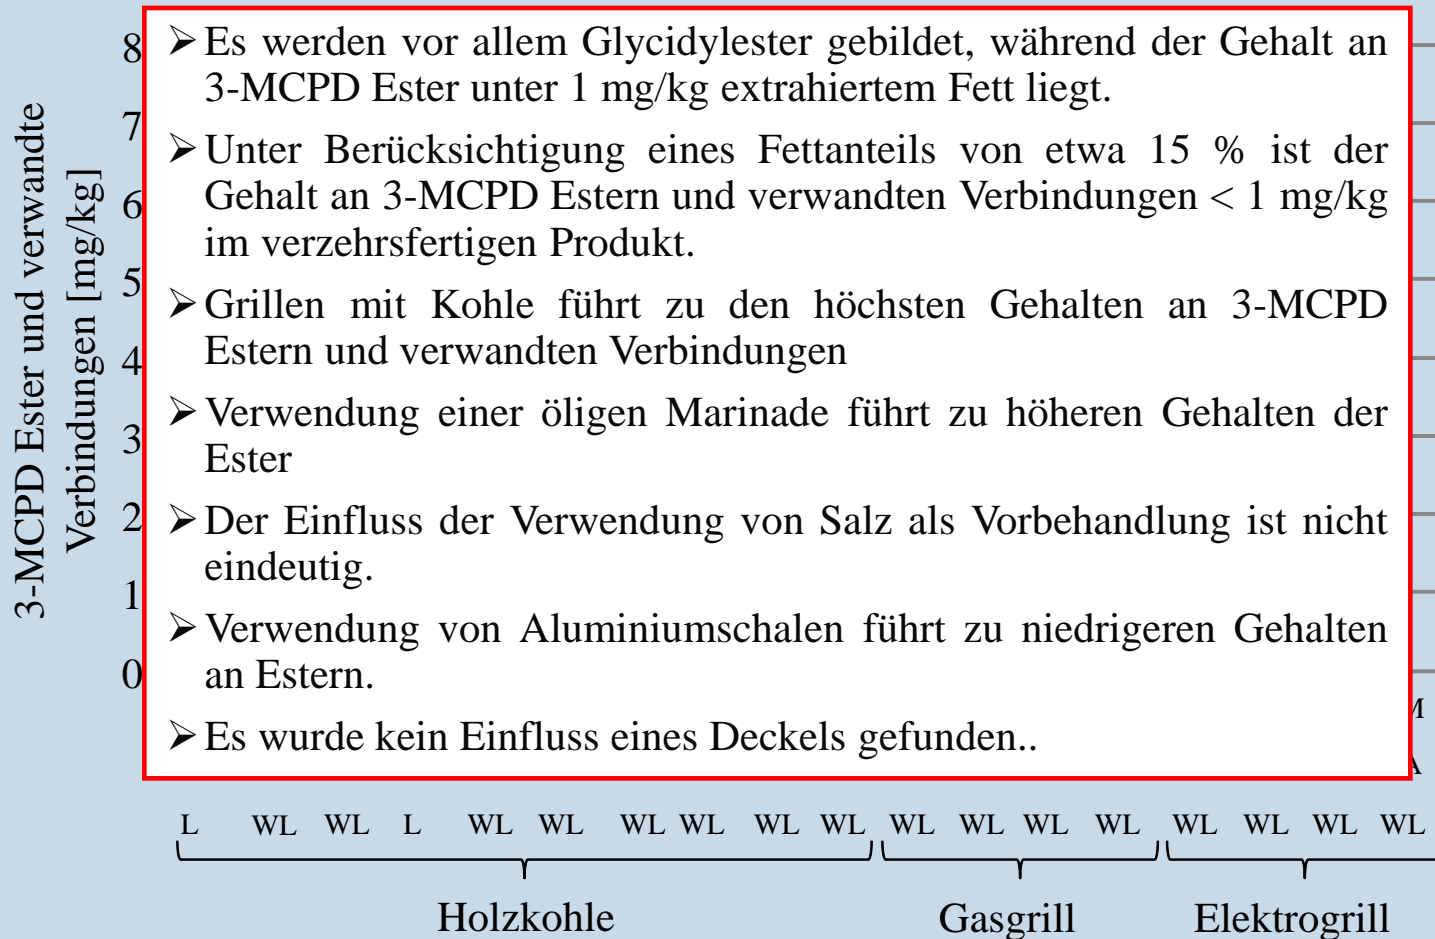 3-MCPD Ester und verwandte
Verbindungen [mg/kg]
8
7
6
5
4
3
2
1
0
➢ Es werden vor allem Glycidylester gebildet, während der Gehalt an
3-MCPD Ester unter 1 mg/kg extrahiertem Fett liegt.
➢ Unter Berücksichtigung eines Fettanteils von etwa 15 % ist der
Gehalt an 3-MCPD Estern und verwandten Verbindungen < 1 mg/kg
im verzehrsfertigen Produkt.
➢ Grillen mit Kohle führt zu den höchsten Gehalten an 3-MCPD
Estern und verwandten Verbindungen
➢ Verwendung einer öligen Marinade führt zu höheren Gehalten der
Ester
➢ Der Einfluss der Verwendung von Salz als Vorbehandlung ist nicht
eindeutig.
➢ Verwendung von Aluminiumschalen führt zu niedrigeren Gehalten
an Estern.
➢ Es wurde kein Einfluss eines Deckels gefunden..
M
A
L WL WL L WL WL WL WL WL WL WL WL WL WL WL WL WL WL
Holzkohle Gasgrill Elektrogrill